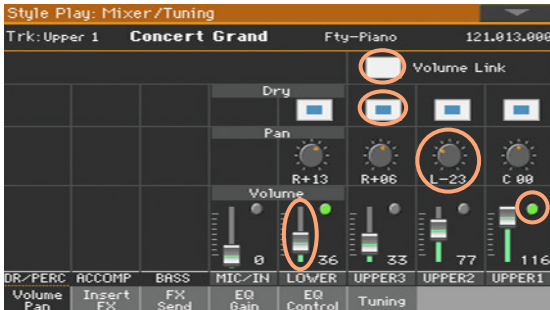 Style Play: Mixer/Tuning
Trk: Upper 1 Concert Grand Fty-Piano 121.013.000
Volume Link
Dry
Pan
R+13 R+06 L-23 C 00
Volume
0 36 33 77 116
DR/PERC ACCOMP BASS MIC/IN LOWER UPPER3 UPPER2 UPPER1
Volume Insert FX EQ EQ Tuning
Pan FX Send Gain Control